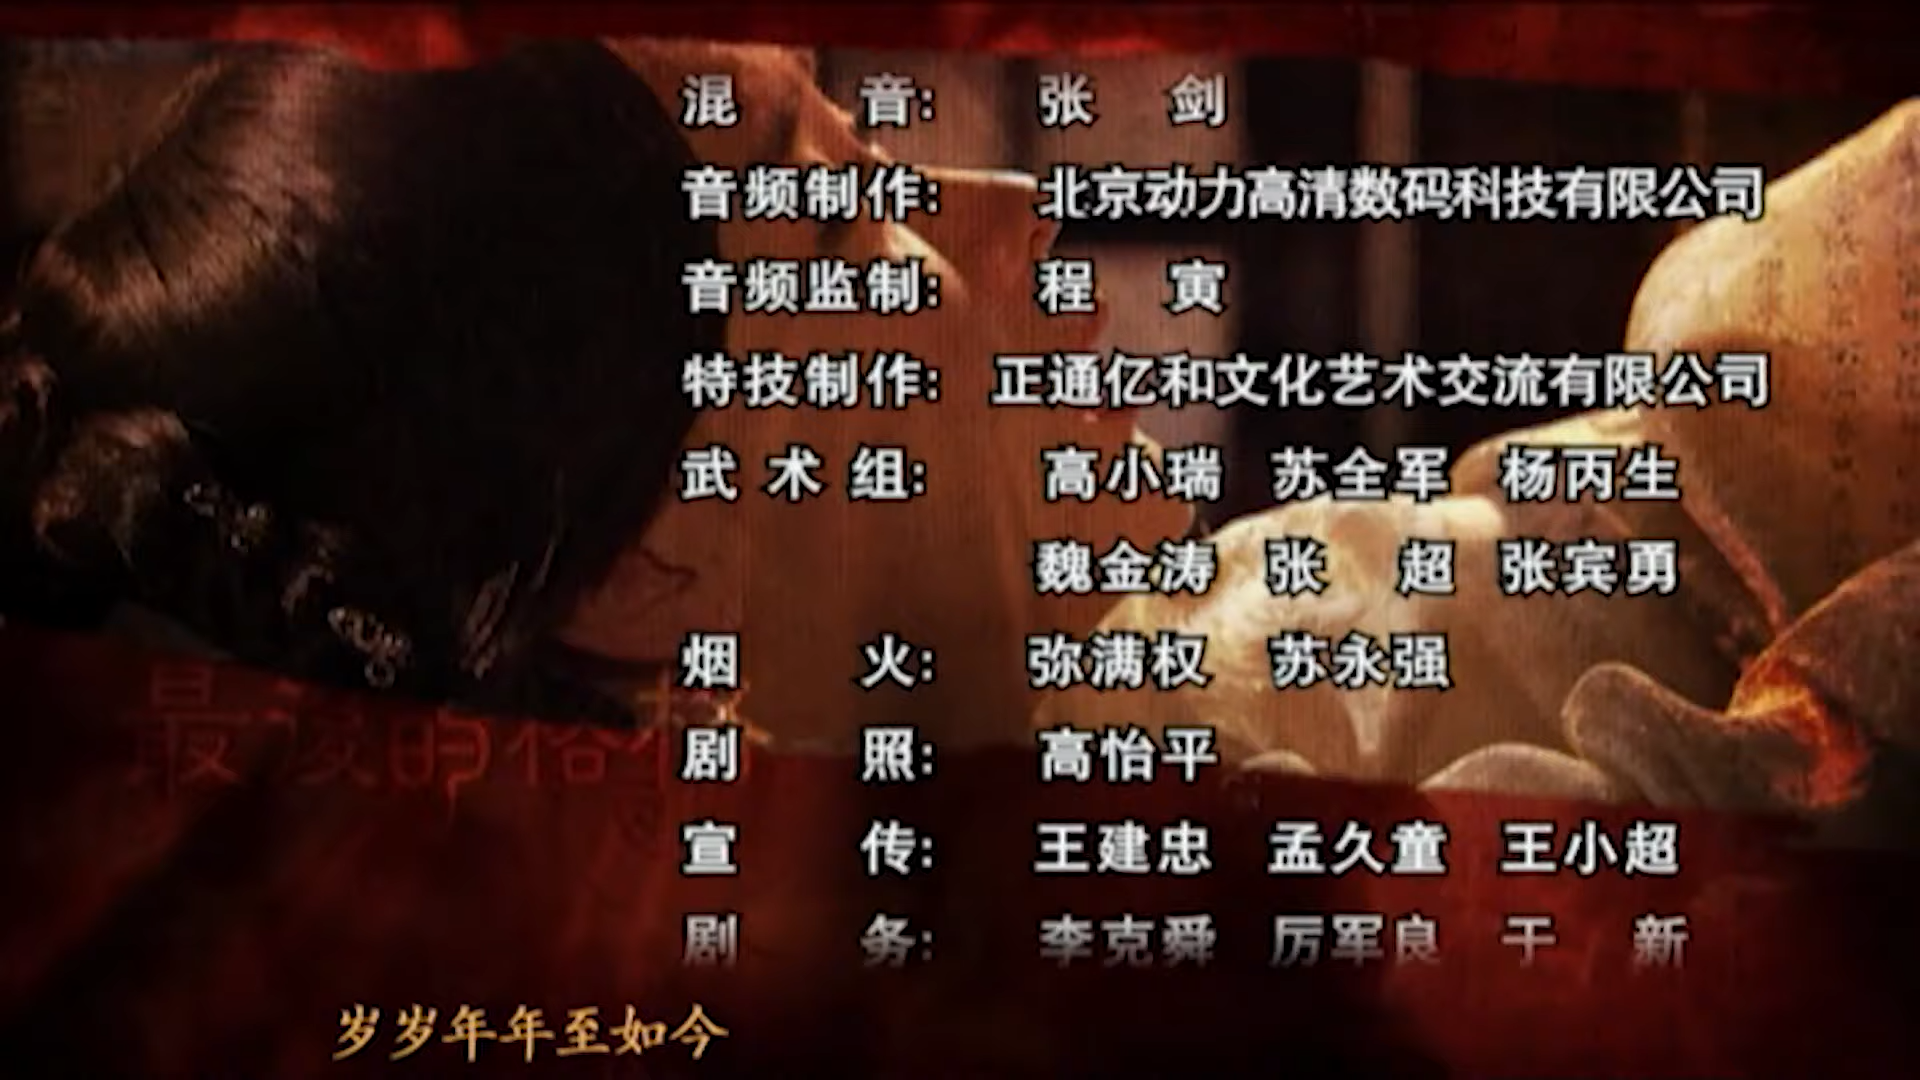 混 音: 张 剑
音频制作: 北京动力高清数码科技有限公司
音频监制: 程 寅
特技制作: 正通亿和文化艺术交流有限公司
武 术 组: 高小瑞 苏全军 杨丙生
魏金涛 张 超 张宾勇
烟 火: 弥满权 苏永强
剧 照: 高怡平
宣 传: 王建忠 孟久童 王小超
剧 务: 李克舜 厉军良 于 新
岁岁年年至如今